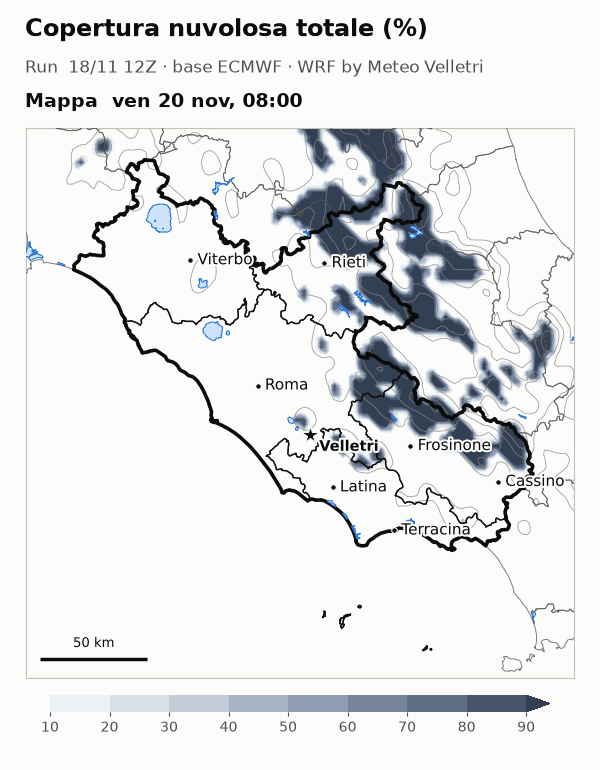 Copertura nuvolosa totale (%)
Run  18/11 12Z · base ECMWF · WRF by Meteo Velletri
Mappa  ven 20 nov, 08:00
Viterbo
Rieti
Roma
Velletri
Frosinone
Latina
Cassino
Terracina
50 km
10 20 30 40 50 60 70 80 90